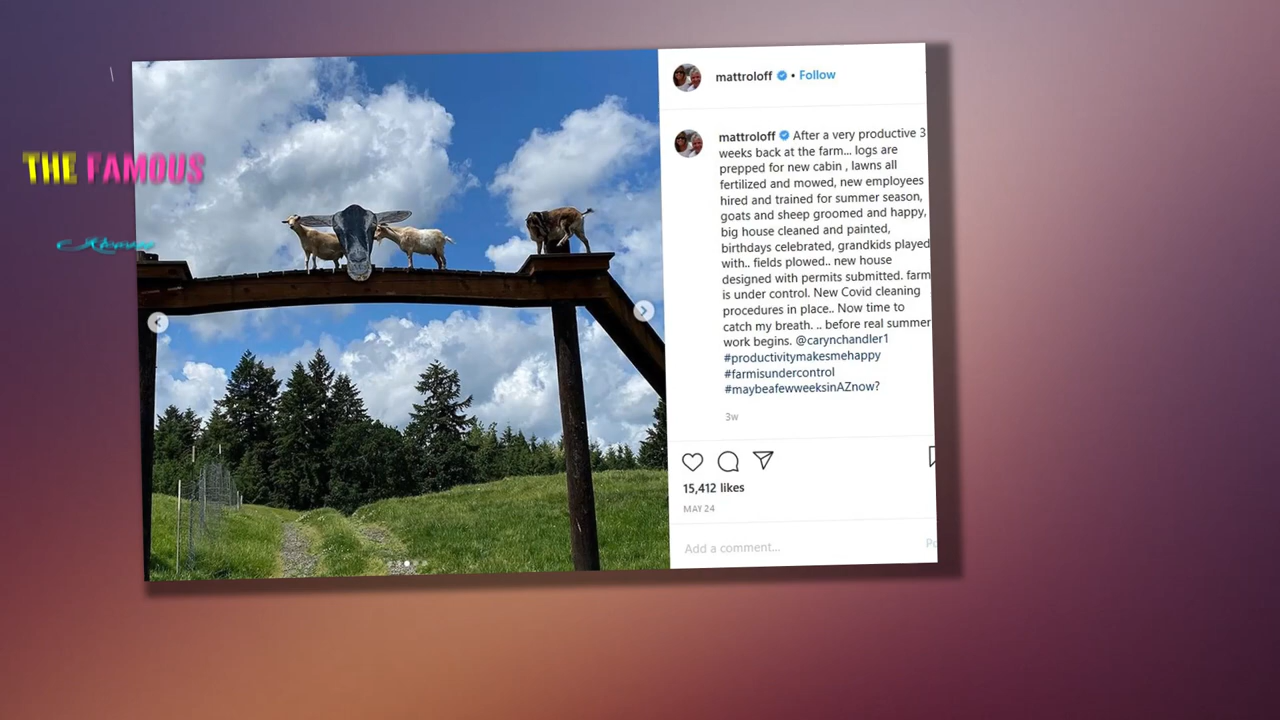 THE FAMOUS
mattroloff • Follow
mattroloff After a very productive 3
weeks back at the farm... logs are
prepped for new cabin , lawns all
fertilized and mowed, new employees
hired and trained for summer season,
goats and sheep groomed and happy,
big house cleaned and painted,
birthdays celebrated, grandkids played
with.. fields plowed.. new house
designed with permits submitted. farm
is under control. New Covid cleaning
procedures in place.. Now time to
catch my breath. .. before real summer
work begins. @carynchandler1
#productivitymakesmehappy
#farmisundercontrol
#maybeafewweeksinAZnow?
3w
15,412 likes
MAY 24
Add a comment...